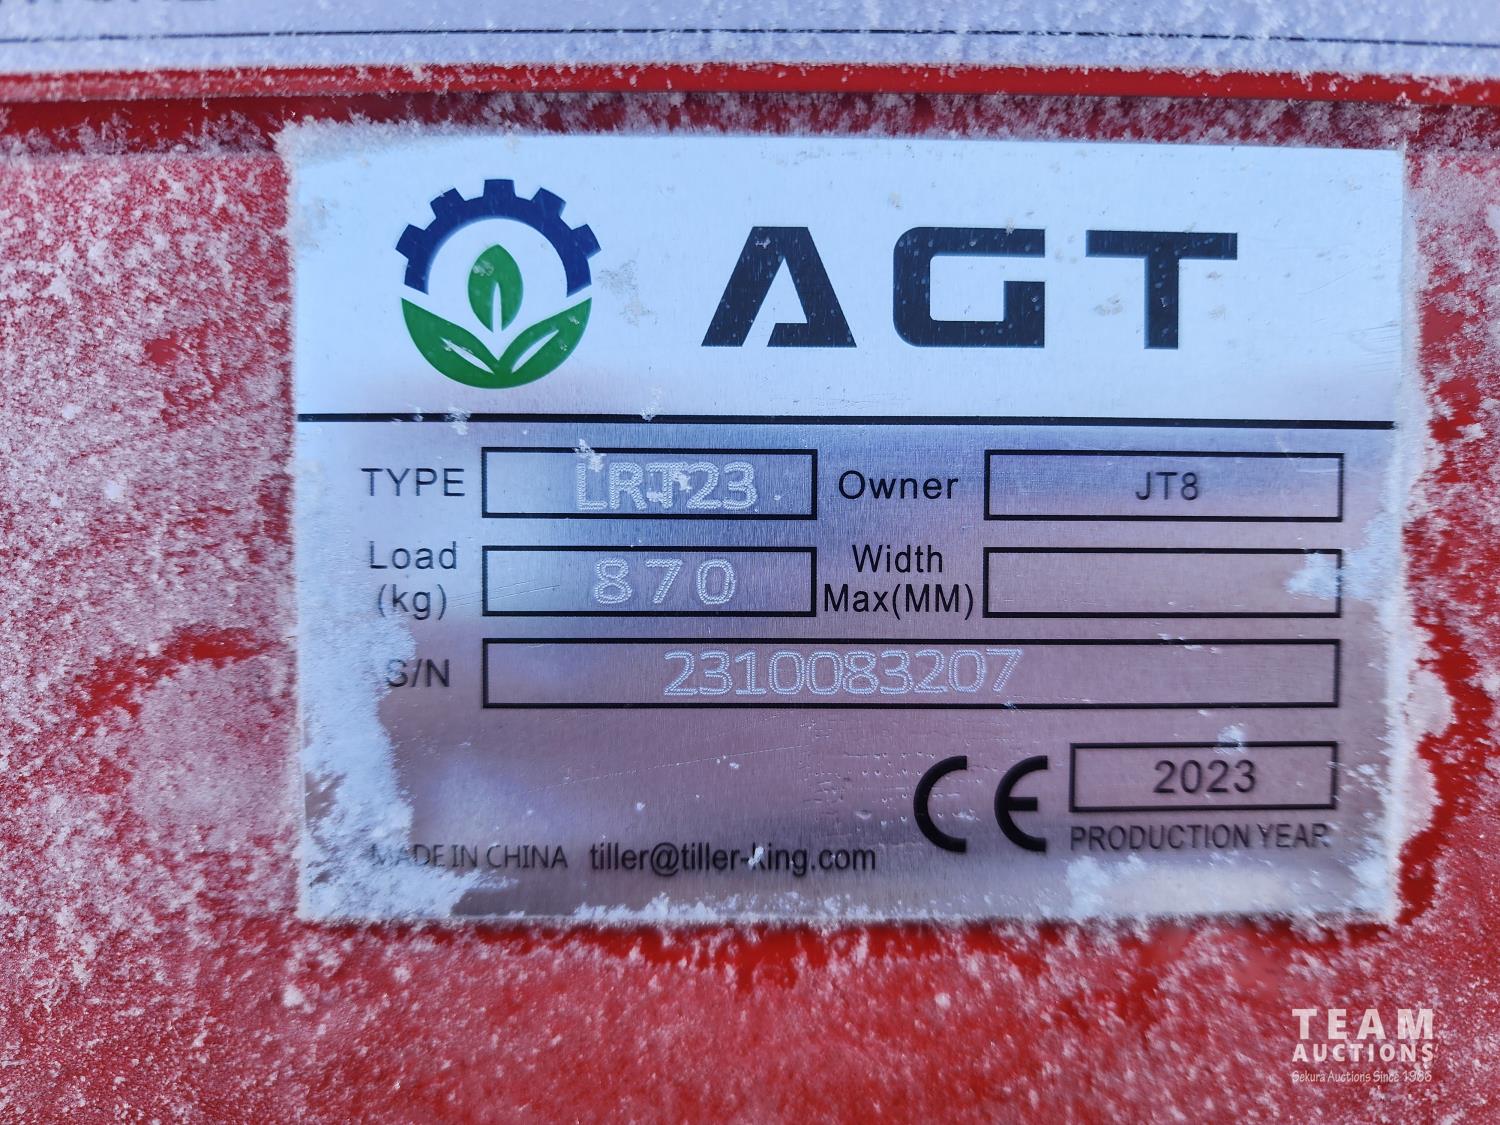 AGT
TYPE LRT23 Owner JT8
Load (kg) 870 Width Max(MM)
S/N 2310083207
CE 2023
PRODUCTION YEAR
MADE IN CHINA tiller@tiller-king.com
TEAM
AUCTIONS
Sekura Auctions Since 1966